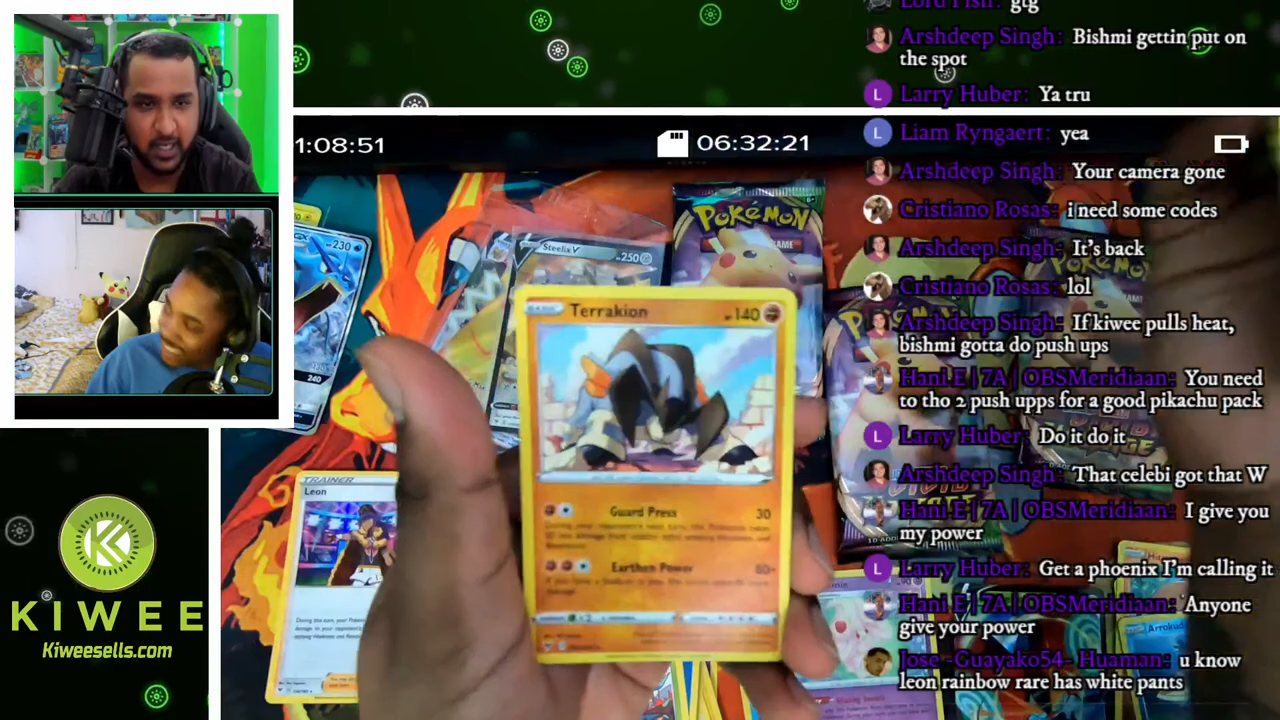 Lord Fish: gtg
Arshdeep Singh: Bishmi gettin put on
the spot
L Larry Huber: Ya tru
L Liam Ryngaert: yea
Arshdeep Singh: Your camera gone
Cristiano Rosas: i need some codes
Arshdeep Singh: It's back
Cristiano Rosas: lol
Arshdeep Singh: If kiwee pulls heat,
bishmi gotta do push ups
Hani.E | 7A | OBSMeridiaan: You need
to tho 2 push upps for a good pikachu pack
L Larry Huber: Do it do it
Arshdeep Singh: That celebi got that W
Hani.E | 7A | OBSMeridiaan: I give you
my power
L Larry Huber: Get a phoenix I'm calling it
Hani.E | 7A | OBSMeridiaan: Anyone
give your power
Jose -Guayako54- Huaman: u know
leon rainbow rare has white pants
1:08:51
06:32:21
230
240
Steelix V
250
POKÉMON
Terrakion
140
Guard Press 30
Earthen Power 80+
TRAINER
Leon
Arroku
K
KIWEE
Kiweesells.com